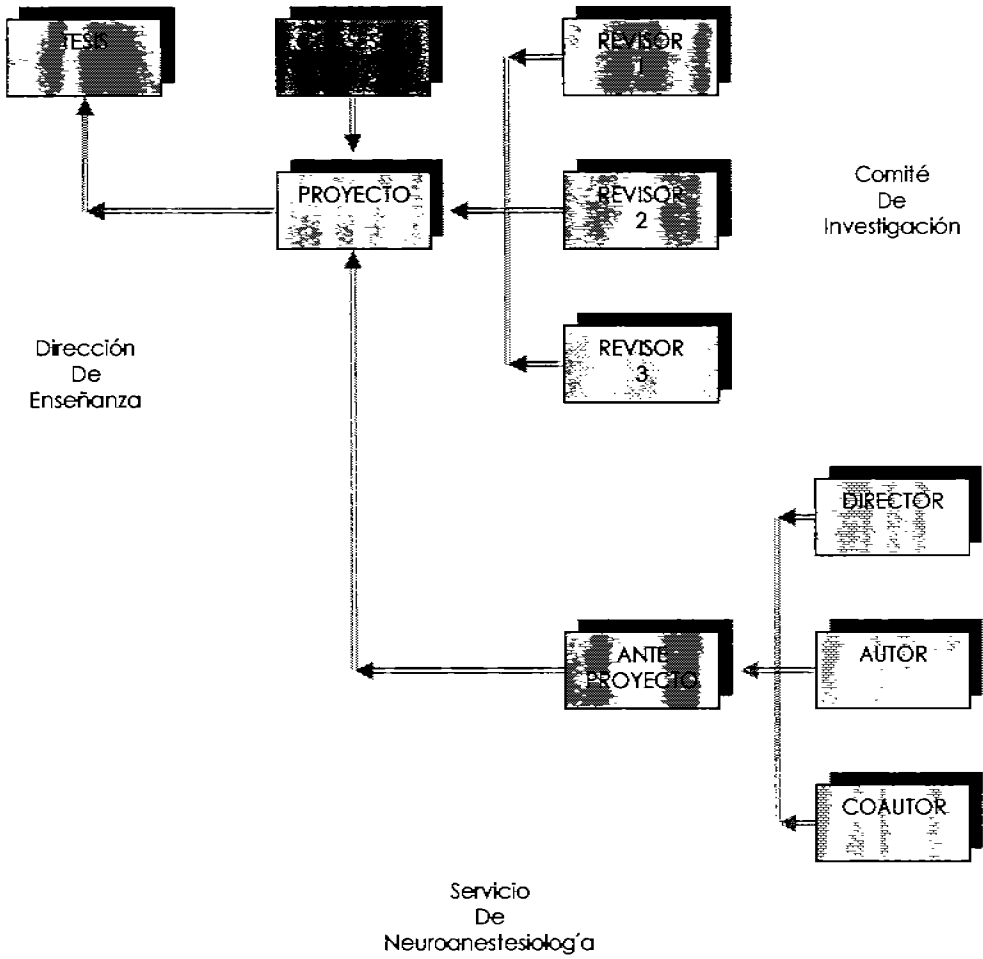 TESIS
REVISOR
1
PROYECTO
REVISOR
2
Comité
De
Investigación
REVISOR
3
Dirección
De
Enseñanza
DIRECTOR
ANTE
PROYECTO
AUTOR
COAUTOR
Servicio
De
Neuroanestesiolog´a